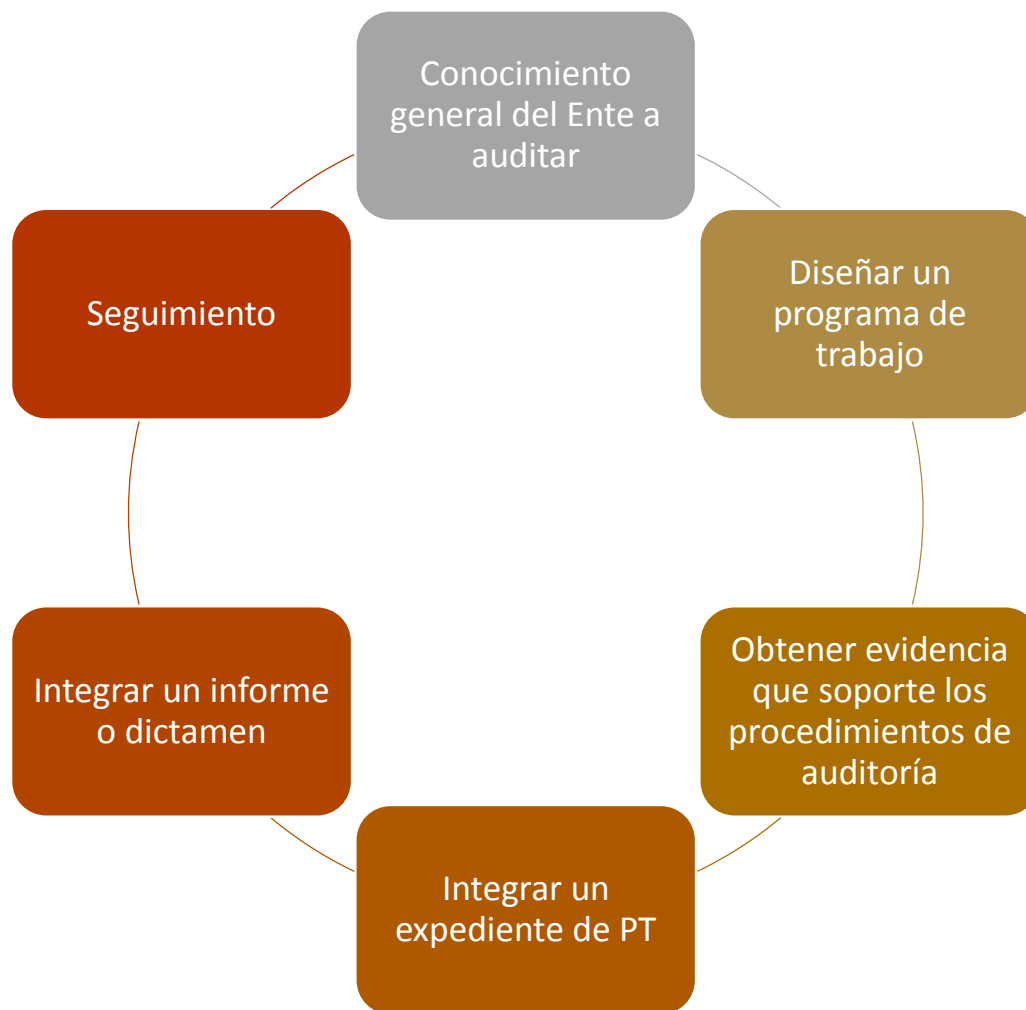 Conocimiento
general del Ente a
auditar
Diseñar un
programa de
trabajo
Obtener evidencia
que soporte los
procedimientos de
auditoría
Integrar un
expediente de PT
Integrar un informe
o dictamen
Seguimiento